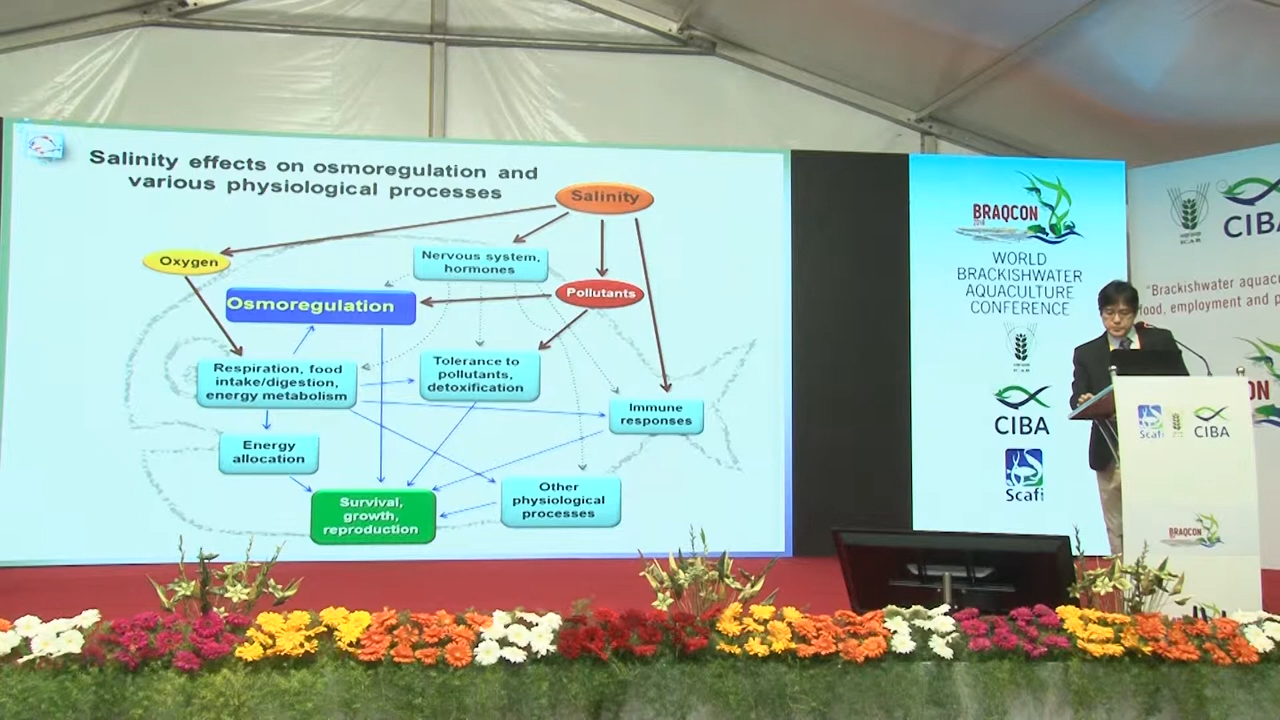 Salinity effects on osmoregulation and
various physiological processes
Salinity
Oxygen
Nervous system,
hormones
Osmoregulation
Pollutants
Respiration, food
intake/digestion,
energy metabolism
Tolerance to
pollutants,
detoxification
Immune
responses
Energy
allocation
Survival,
growth,
reproduction
Other
physiological
processes
BRAQCON
WORLD
BRACKISHWATER
AQUACULTURE
CONFERENCE
CIBA
Scafi
CIBA
"Brackishwater aquacu
food, employment and p
ON
Scafi
CIBA
BRAQCON